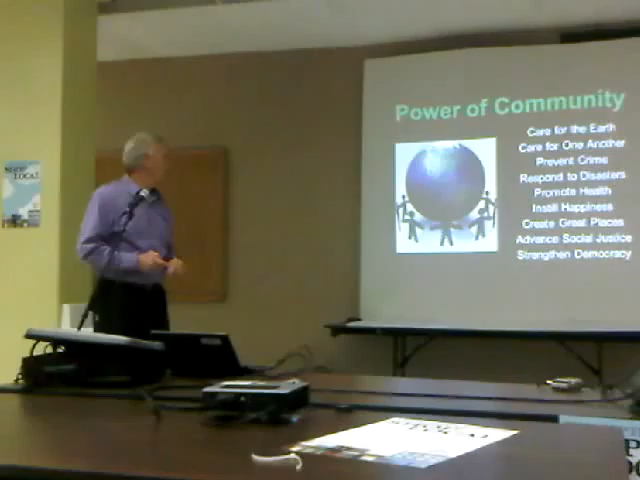 Power of Community
Care for the Earth
Care for One Another
Prevent Crime
Respond to Disasters
Promote Health
Instill Happiness
Create Great Places
Advance Social Justice
Strengthen Democracy
LOCAL